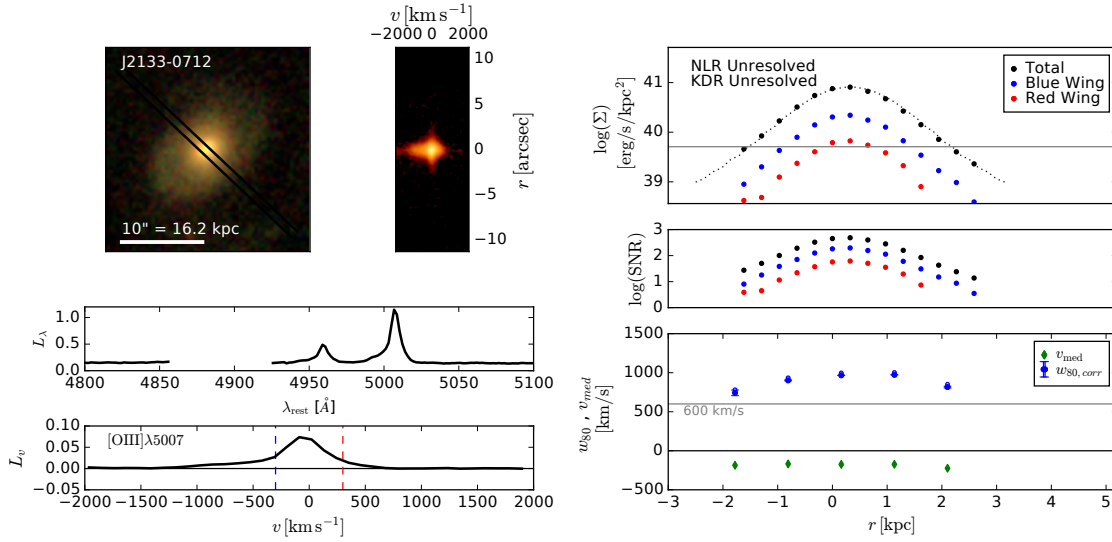 J2133-0712
10" = 16.2 kpc
v [km s⁻¹]
−2000 0 2000
10
5
0
−5
−10
r [arcsec]
L_λ
1.0
0.5
0.0
4800 4850 4900 4950 5000 5050 5100
λ_rest [Å]
[OIII]λ5007
L_v
0.10
0.05
0.00
−0.05
−2000 −1500 −1000 −500 0 500 1000 1500 2000
v [km s⁻¹]
NLR Unresolved
KDR Unresolved
Total
Blue Wing
Red Wing
log(Σ)
[erg/s/kpc²]
41
40
39
log(SNR)
3
2
1
0
v_med
w_80,corr
600 km/s
w_80 , v_med
[km/s]
1500
1000
500
0
−500
−3 −2 −1 0 1 2 3 4 5
r [kpc]